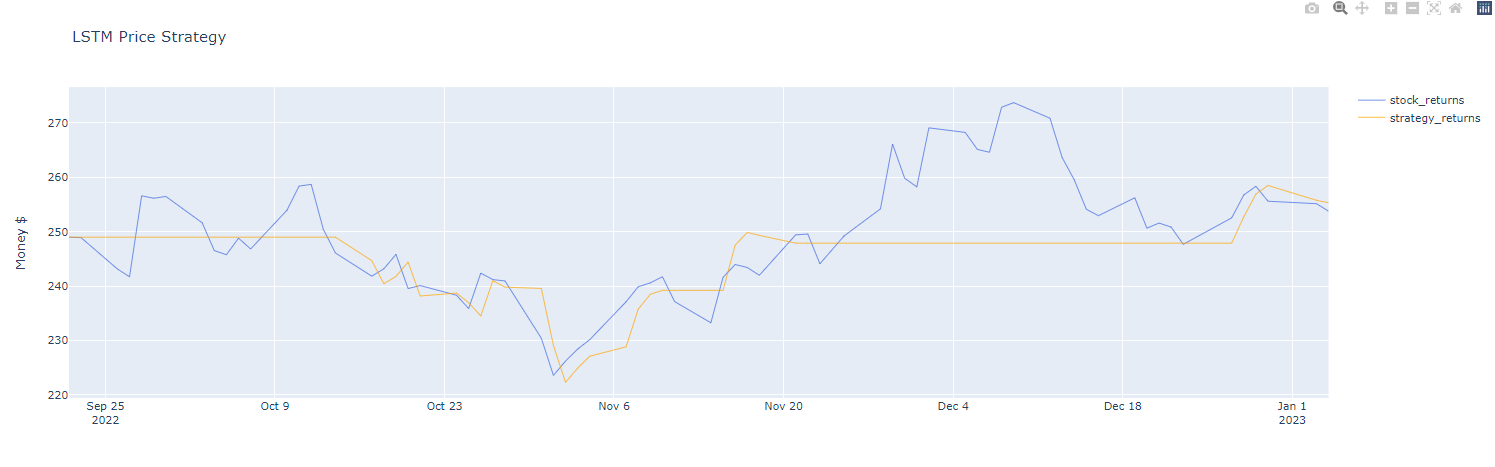 LSTM Price Strategy
270
260
250
240
230
220
Money $
Sep 25
2022
Oct 9
Oct 23
Nov 6
Nov 20
Dec 4
Dec 18
Jan 1
2023
stock_returns
strategy_returns